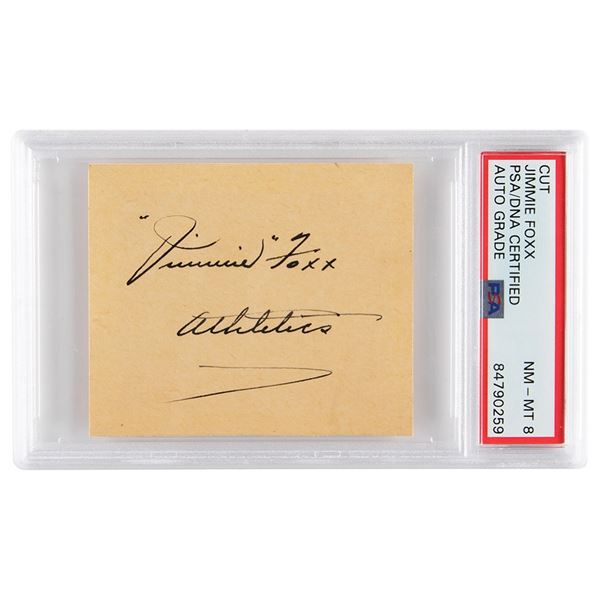 "Jimmie" Foxx
Athletics
CUT
JIMMIE FOXX
PSA/DNA CERTIFIED
AUTO GRADE
PSA
NM – MT 8
84790259